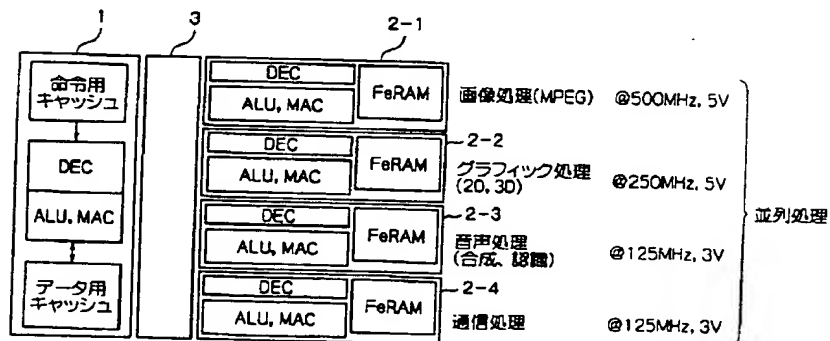 1
3
2-1
命令用
キャッシュ
DEC
ALU, MAC
データ用
キャッシュ
DEC
ALU, MAC
FeRAM
画像処理(MPEG)
@500MHz, 5V
2-2
DEC
ALU, MAC
FeRAM
グラフィック処理
(2D, 3D)
@250MHz, 5V
2-3
DEC
ALU, MAC
FeRAM
音声処理
(合成、認識)
@125MHz, 3V
2-4
DEC
ALU, MAC
FeRAM
通信処理
@125MHz, 3V
並列処理